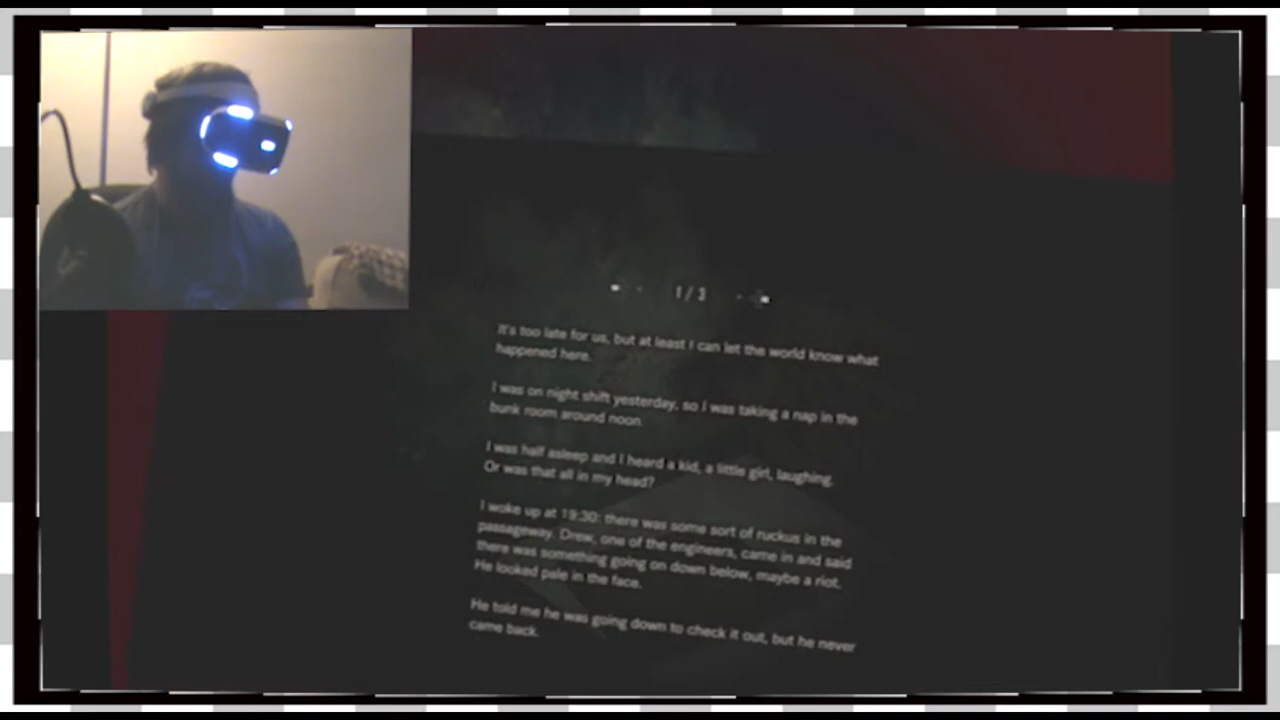 1/3
It's too late for us, but at least I can let the world know what
happened here.
I was on night shift yesterday, so I was taking a nap in the
bunk room around noon.
I was half asleep and I heard a kid, a little girl, laughing.
Or was that all in my head?
I woke up at 19:30: there was some sort of ruckus in the
passageway. Drew, one of the engineers, came in and said
there was something going on down below, maybe a riot.
He looked pale in the face.
He told me he was going down to check it out, but he never
came back.